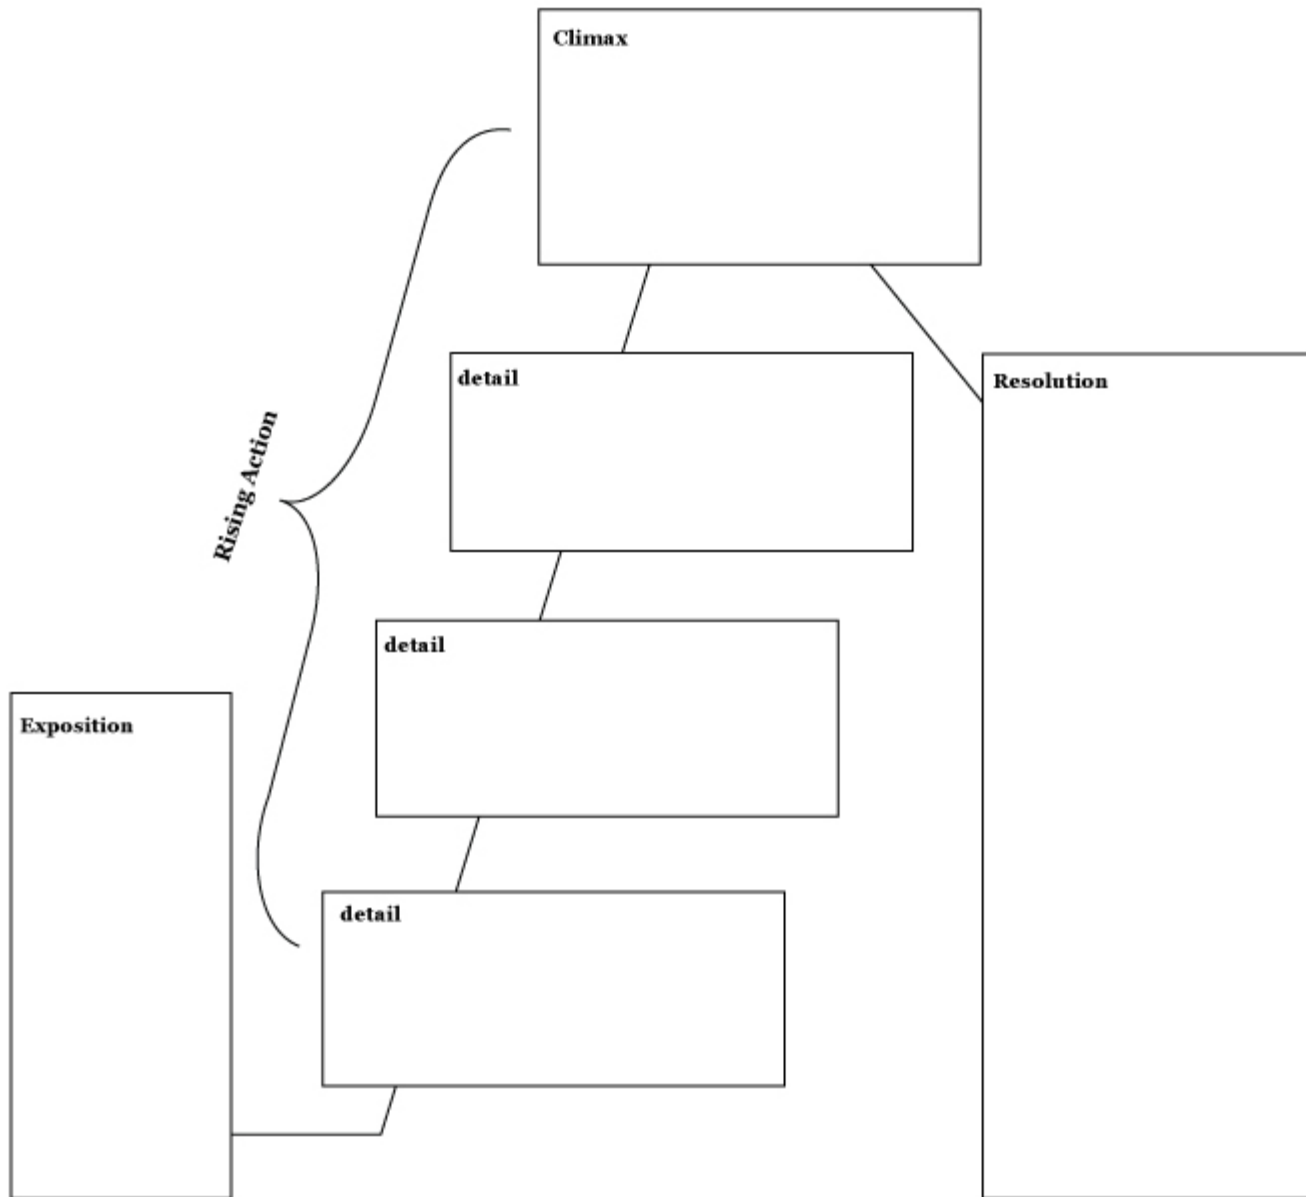 Climax
detail
Resolution
Rising Action
detail
Exposition
detail